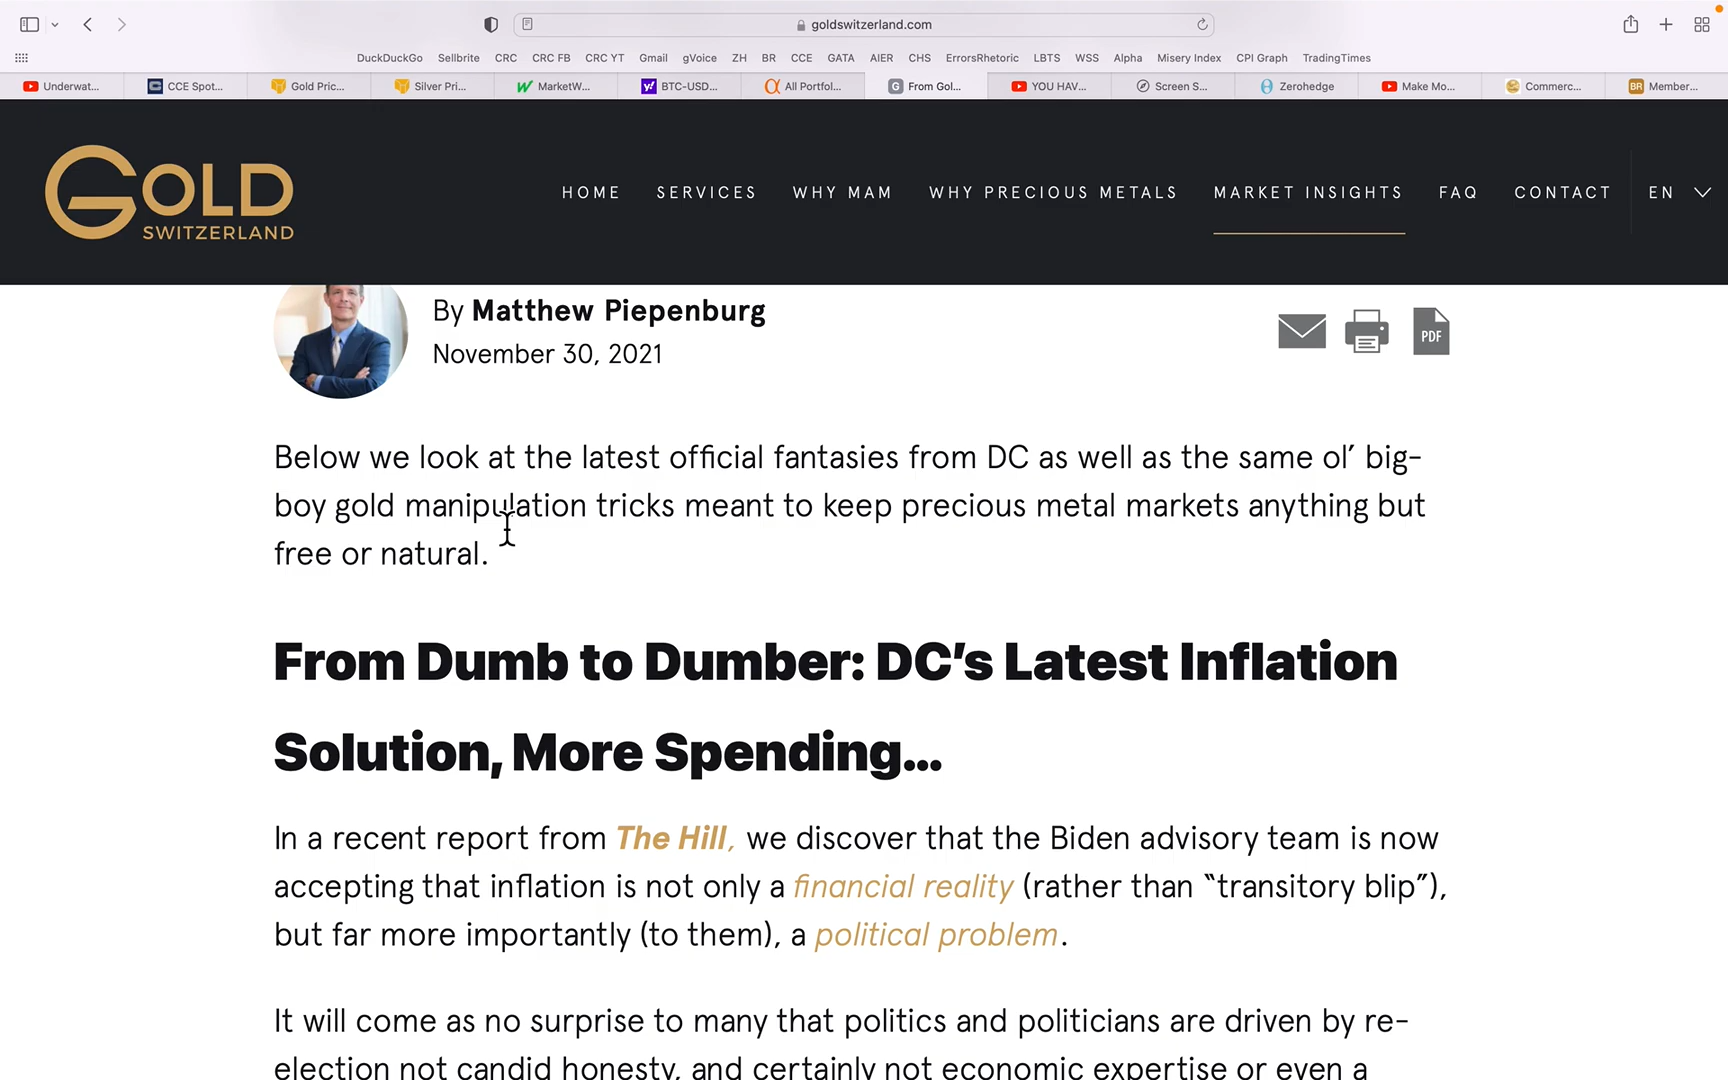 goldswitzerland.com
DuckDuckGo Sellbrite CRC CRC FB CRC YT Gmail gVoice ZH BR CCE GATA AIER CHS ErrorsRhetoric LBTS WSS Alpha Misery Index CPI Graph TradingTimes
Underwat... CCE Spot... Gold Pric... Silver Pri... MarketW... BTC-USD... All Portfol... From Gol... YOU HAV... Screen S... Zerohedge Make Mo... Commerc... BR Member...
GOLD
SWITZERLAND
HOME SERVICES WHY MAM WHY PRECIOUS METALS MARKET INSIGHTS FAQ CONTACT EN
By Matthew Piepenburg
November 30, 2021
PDF
Below we look at the latest official fantasies from DC as well as the same ol’ big-
boy gold manipulation tricks meant to keep precious metal markets anything but
free or natural.
From Dumb to Dumber: DC’s Latest Inflation
Solution, More Spending…
In a recent report from The Hill, we discover that the Biden advisory team is now
accepting that inflation is not only a financial reality (rather than “transitory blip”),
but far more importantly (to them), a political problem.
It will come as no surprise to many that politics and politicians are driven by re-
election not candid honesty, and certainly not economic expertise or even a